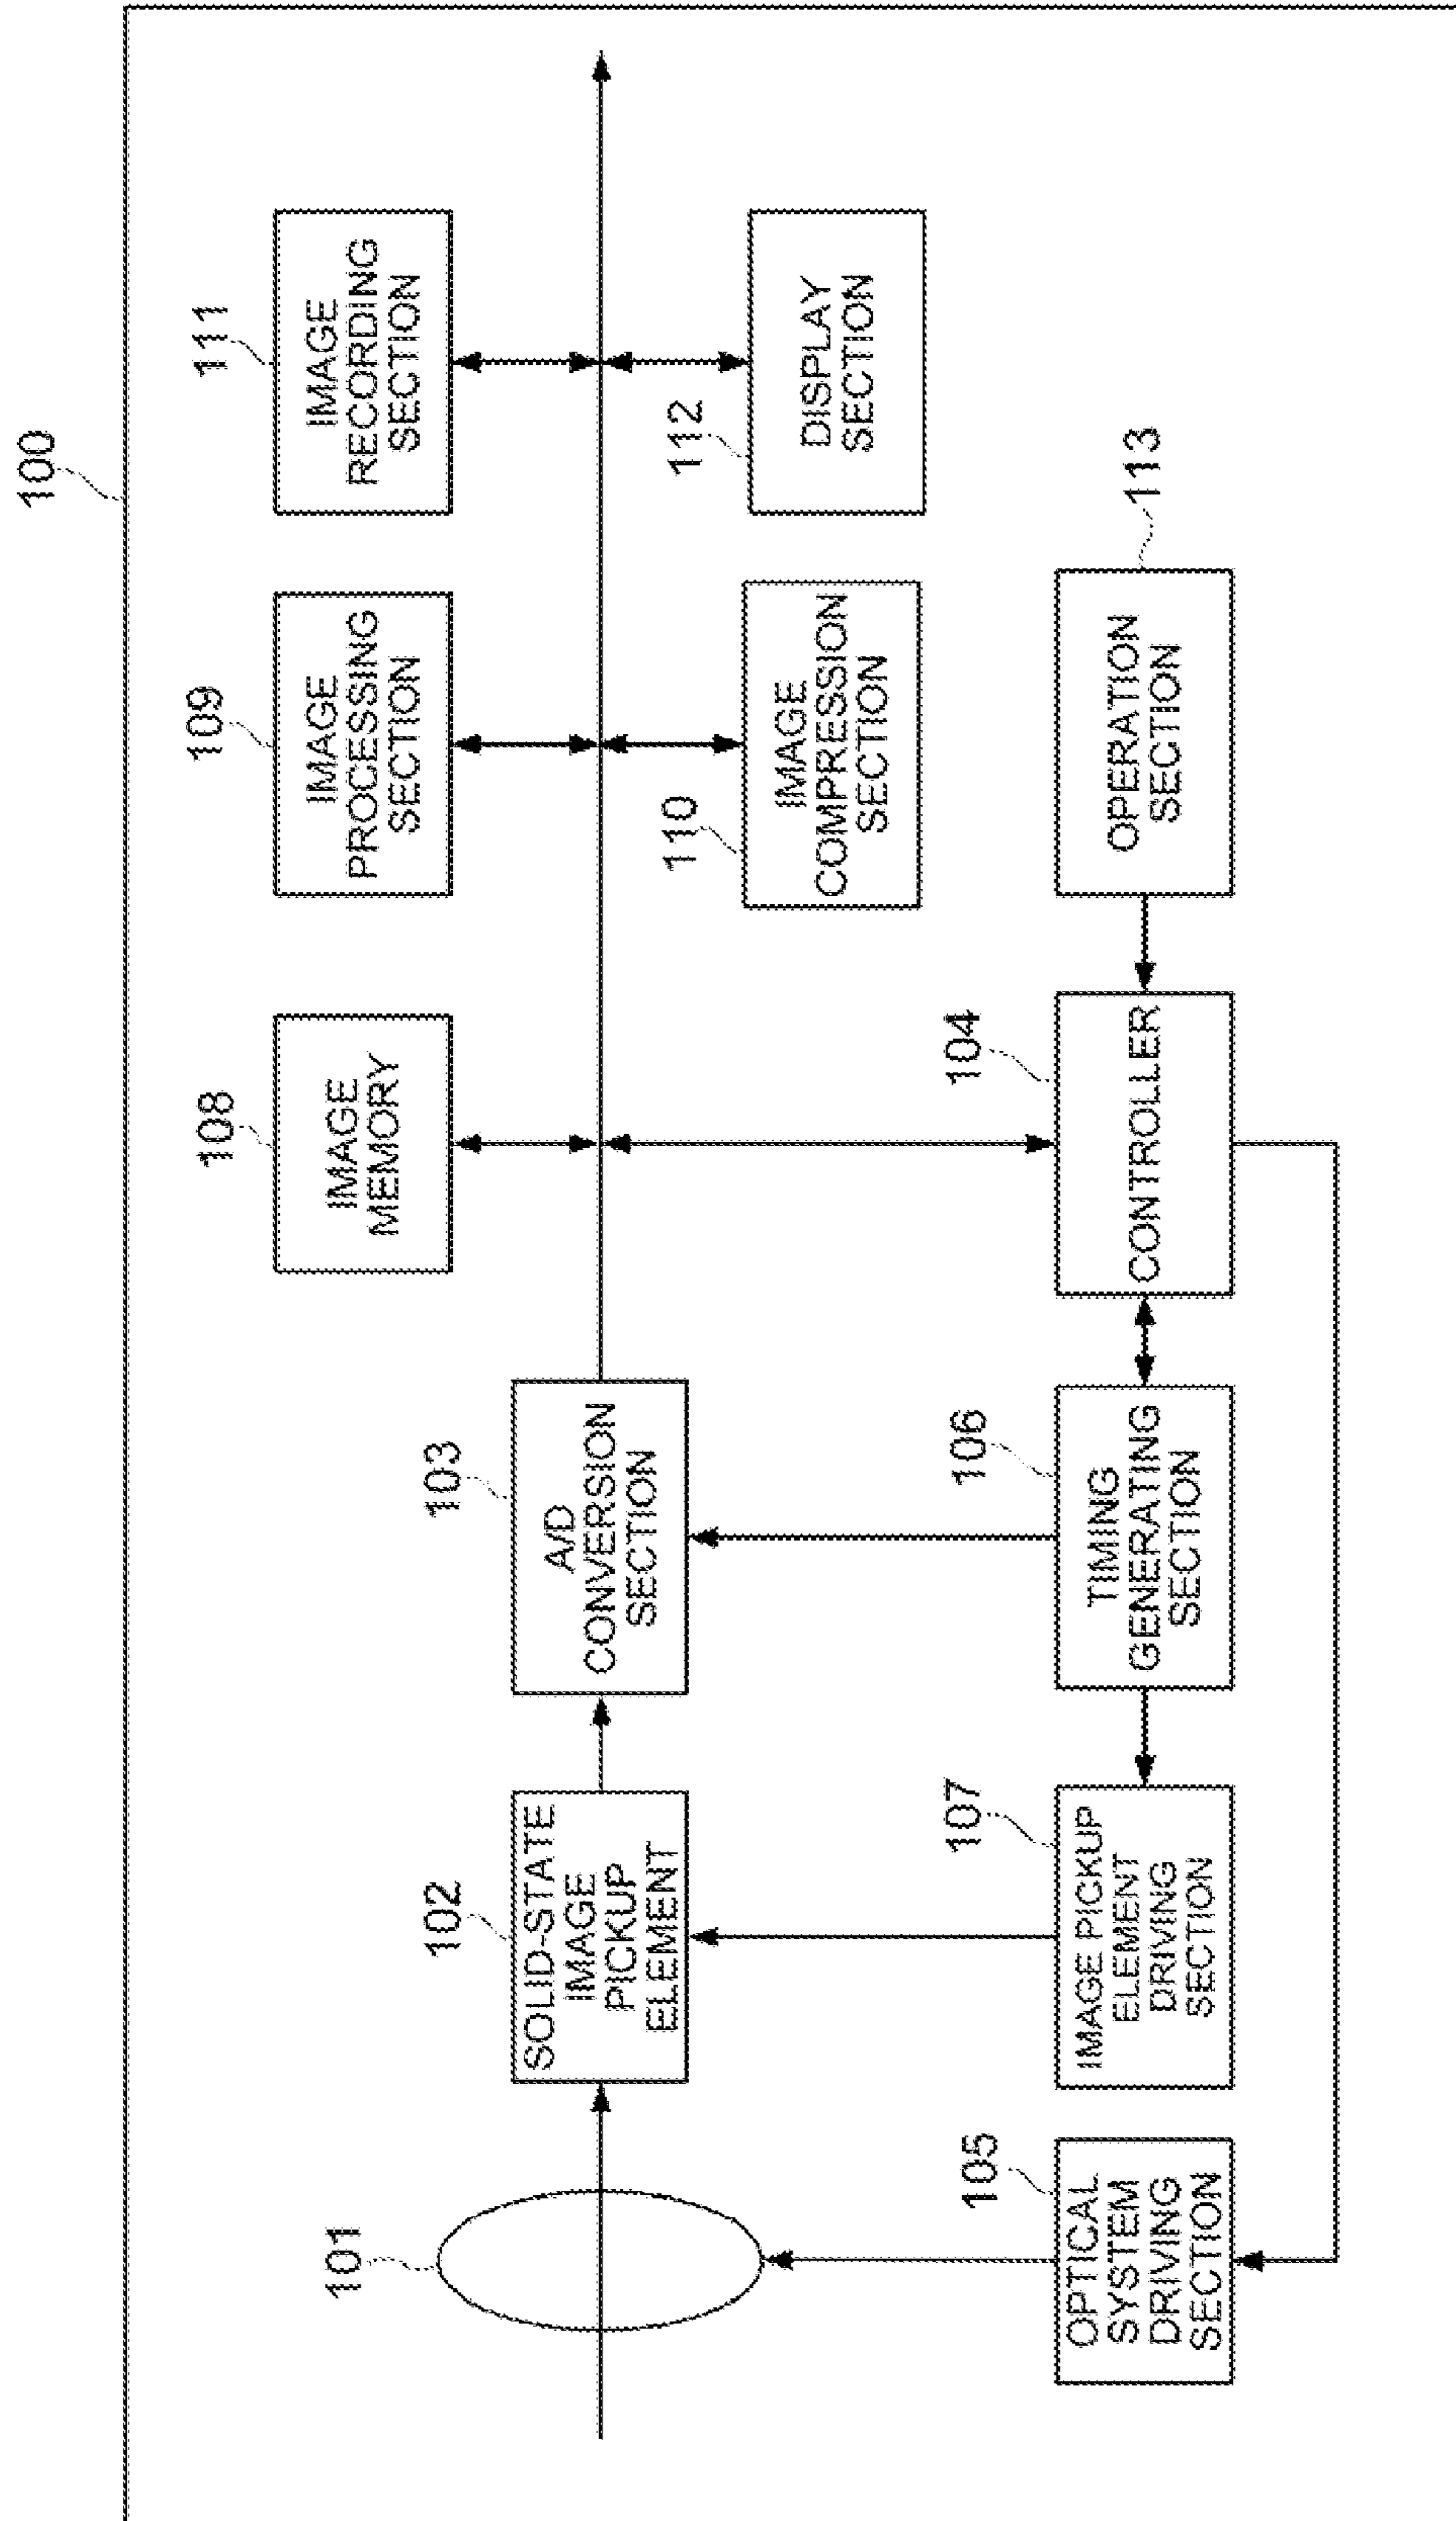 100
101
102
SOLID-STATE
IMAGE
PICKUP
ELEMENT
103
A/D
CONVERSION
SECTION
108
IMAGE
MEMORY
109
IMAGE
PROCESSING
SECTION
111
IMAGE
RECORDING
SECTION
110
IMAGE
COMPRESSION
SECTION
112
DISPLAY
SECTION
105
OPTICAL
SYSTEM
DRIVING
SECTION
107
IMAGE PICKUP
ELEMENT
DRIVING
SECTION
106
TIMING
GENERATING
SECTION
104
CONTROLLER
113
OPERATION
SECTION